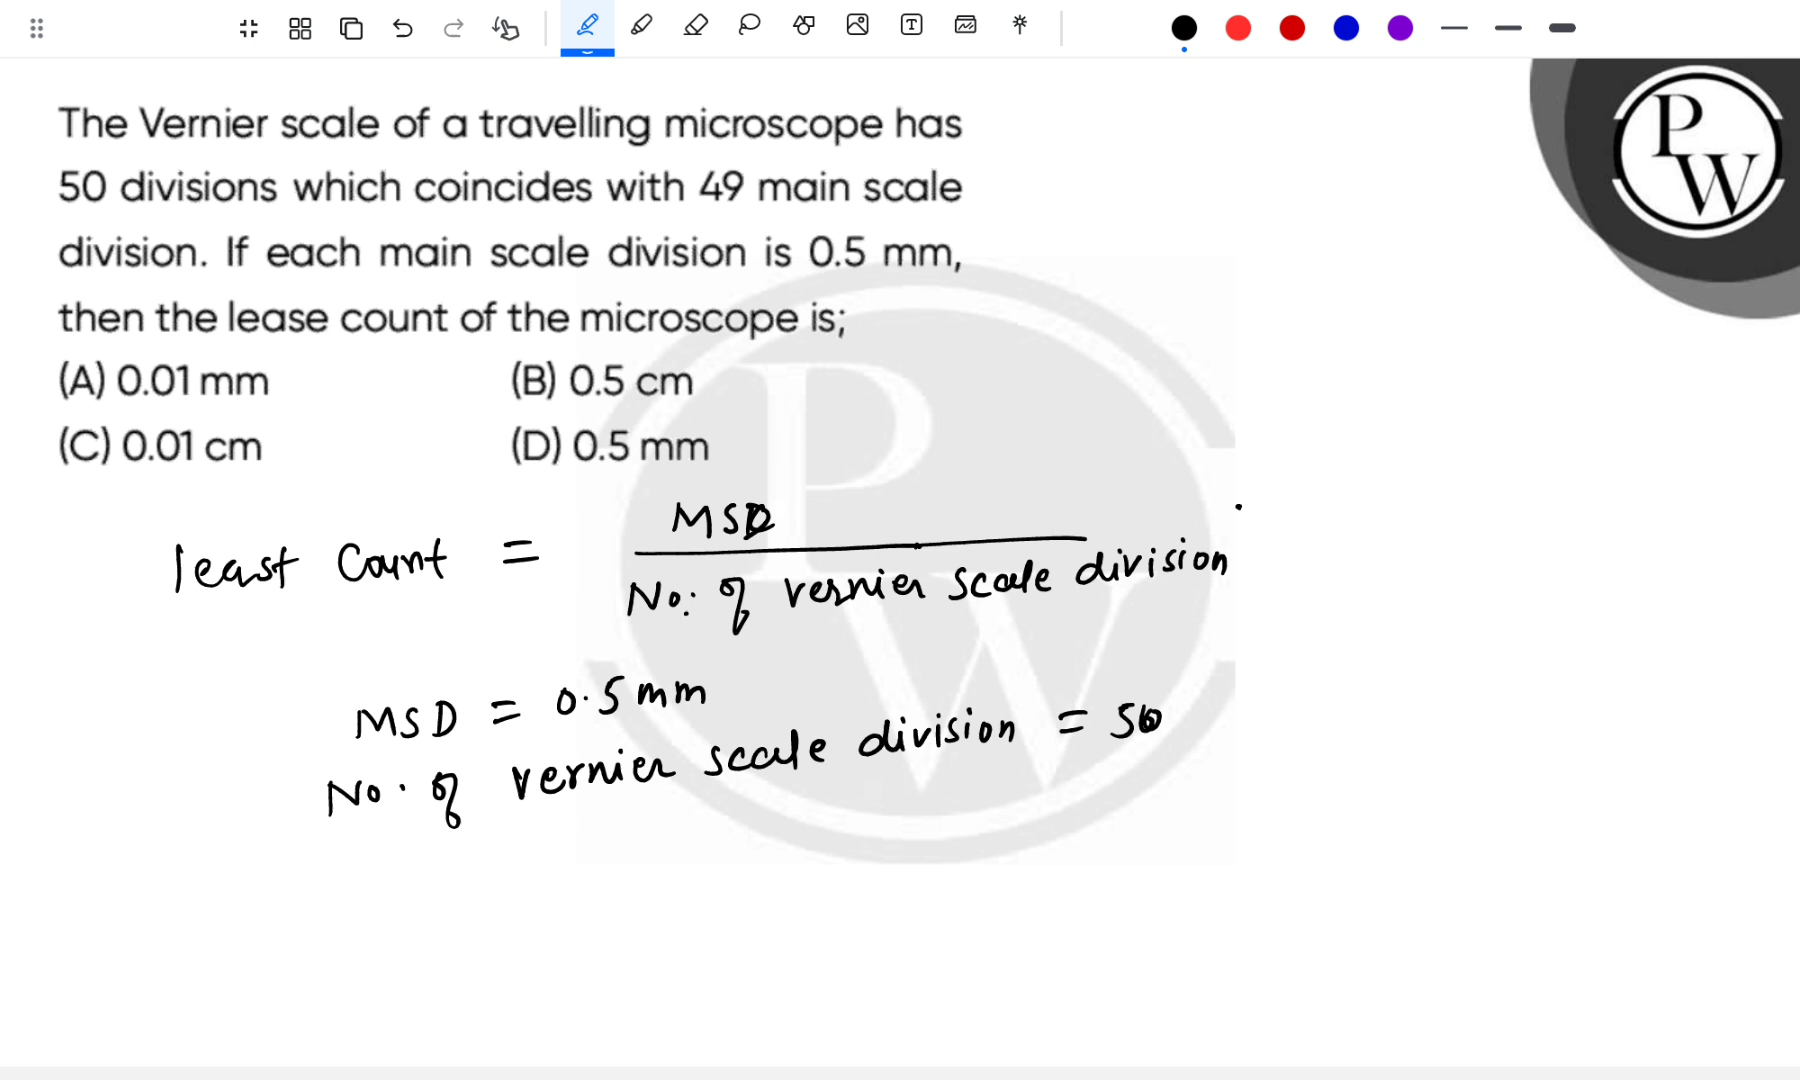 P
W
The Vernier scale of a travelling microscope has
50 divisions which coincides with 49 main scale
division. If each main scale division is 0.5 mm,
then the lease count of the microscope is;
(A) 0.01 mm (B) 0.5 cm
(C) 0.01 cm (D) 0.5 mm
least count = MSD
No: of vernier scale division
MSD = 0.5 mm
No. of vernier scale division = 50